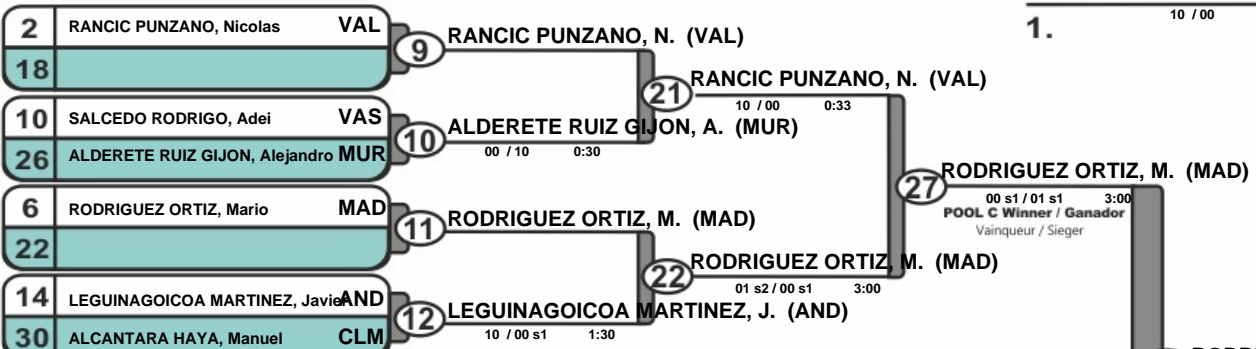 2 RANCIC PUNZANO, Nicolas VAL
18
9 RANCIC PUNZANO, N. (VAL)
10 SALCEDO RODRIGO, Adei VAS
26 ALDERETE RUIZ GIJON, Alejandro MUR
10 ALDERETE RUIZ GIJON, A. (MUR)
00 / 10 0:30
21 RANCIC PUNZANO, N. (VAL)
10 / 00 0:33
6 RODRIGUEZ ORTIZ, Mario MAD
22
11 RODRIGUEZ ORTIZ, M. (MAD)
14 LEGUINAGOICOA MARTINEZ, Javier AND
30 ALCANTARA HAYA, Manuel CLM
12 LEGUINAGOICOA MARTINEZ, J. (AND)
10 / 00 s1 1:30
22 RODRIGUEZ ORTIZ, M. (MAD)
01 s2 / 00 s1 3:00
27 RODRIGUEZ ORTIZ, M. (MAD)
00 s1 / 01 s1 3:00
POOL C Winner / Ganador
Vainqueur / Sieger
10 / 00
1.